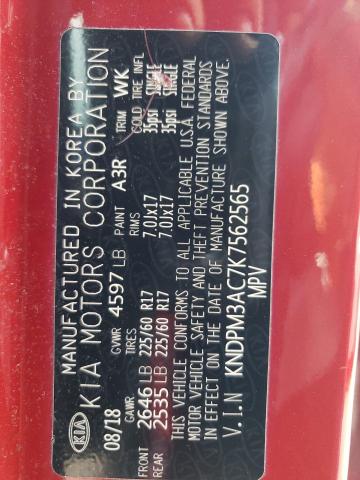 KIA
MANUFACTURED IN KOREA BY
KIA MOTORS CORPORATION
08/18 GVWR 4597 LB PAINT A3R TRIM WK
GAWR TIRES RIMS COLD TIRE INFL
FRONT 2646 LB 225/60 R17 7.0Jx17 35psi SINGLE
REAR 2535 LB 225/60 R17 7.0Jx17 35psi SINGLE
THIS VEHICLE CONFORMS TO ALL APPLICABLE U.S.A. FEDERAL
MOTOR VEHICLE SAFETY AND THEFT PREVENTION STANDARDS
IN EFFECT ON THE DATE OF MANUFACTURE SHOWN ABOVE.
V.I.N KNDPM3AC7K7562565
MPV